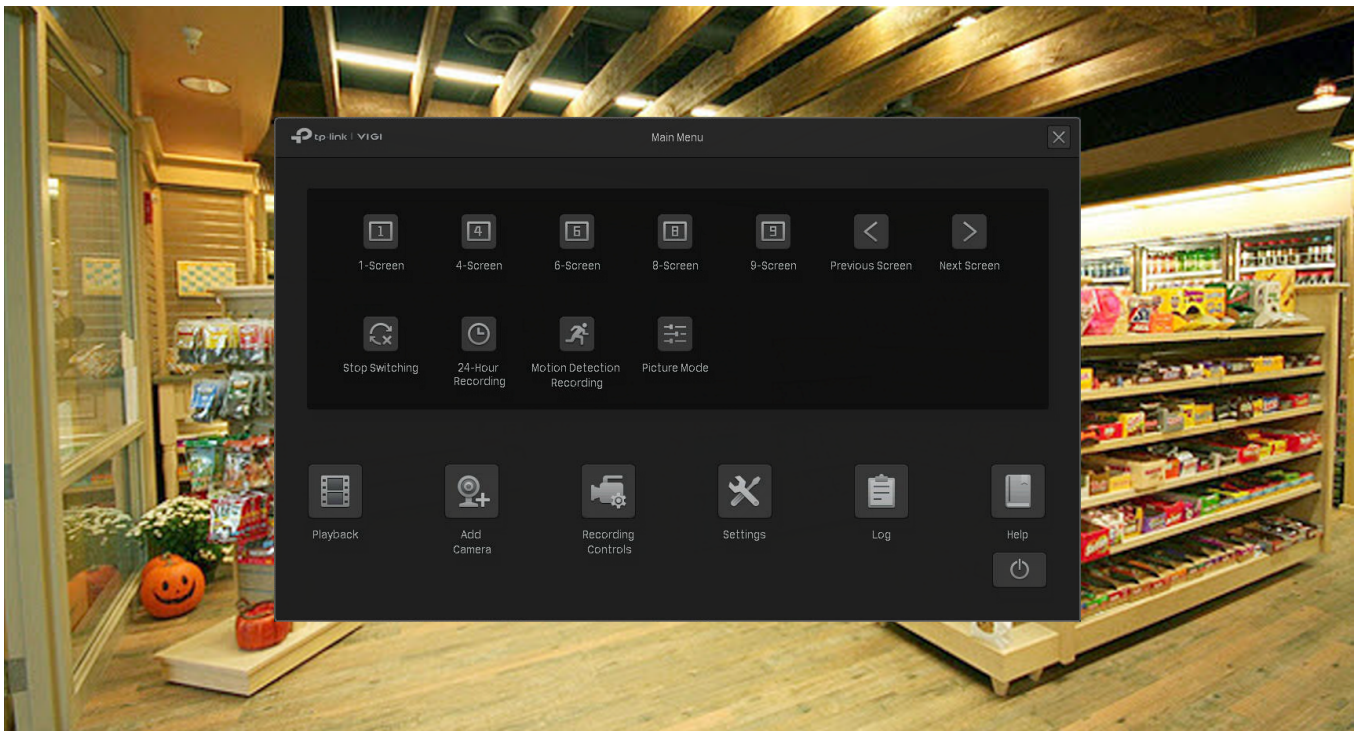 tp-link | VIGI
Main Menu
1
4
6
8
9
1-Screen
4-Screen
6-Screen
8-Screen
9-Screen
Previous Screen
Next Screen
Stop Switching
24-Hour
Recording
Motion Detection
Recording
Picture Mode
Playback
Add
Camera
Recording
Controls
Settings
Log
Help